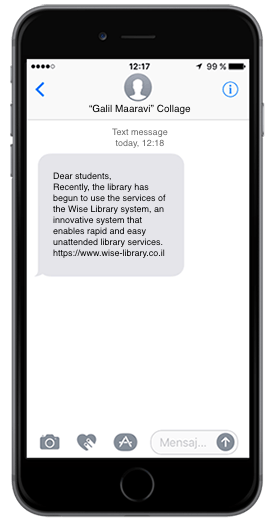 12:17
99 %
“Galil Maaravi” Collage
Text message
today, 12:18
Dear students,
Recently, the library has
begun to use the services of
the Wise Library system, an
innovative system that
enables rapid and easy
unattended library services.
https://www.wise-library.co.il
Mensaj...